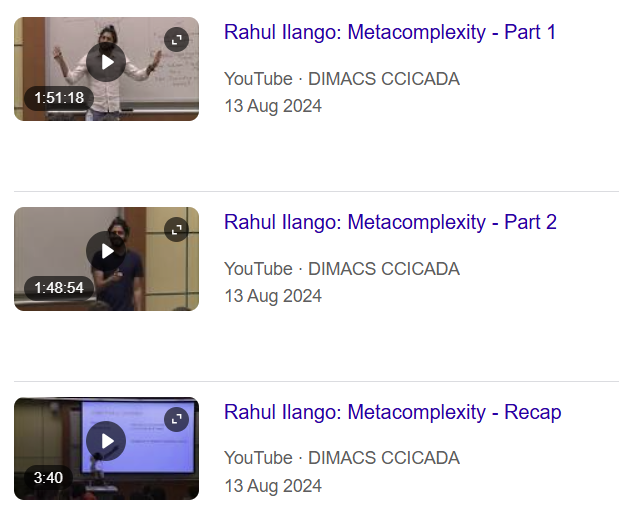 1:51:18
Rahul Ilango: Metacomplexity - Part 1
YouTube · DIMACS CCICADA
13 Aug 2024
1:48:54
Rahul Ilango: Metacomplexity - Part 2
YouTube · DIMACS CCICADA
13 Aug 2024
3:40
Rahul Ilango: Metacomplexity - Recap
YouTube · DIMACS CCICADA
13 Aug 2024